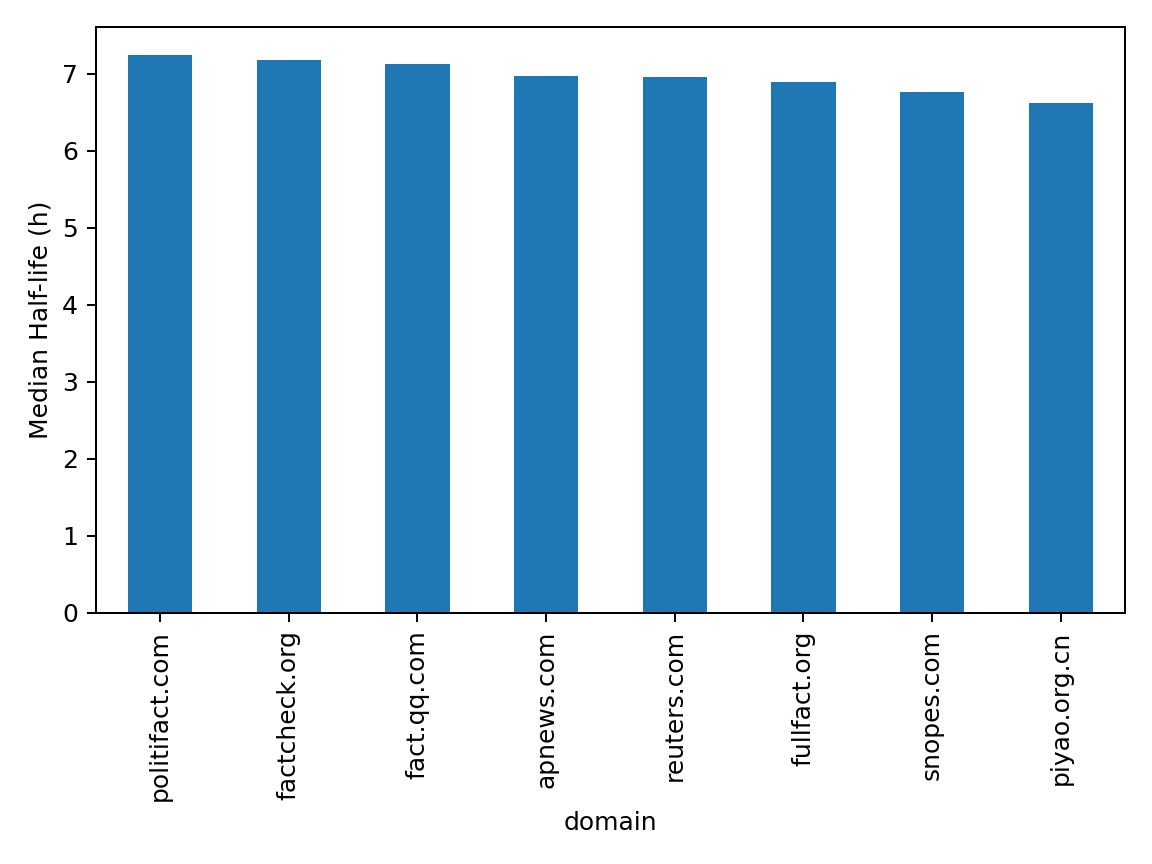 Median Half-life (h)
7
6
5
4
3
2
1
0
politifact.com
factcheck.org
fact.qq.com
apnews.com
reuters.com
fullfact.org
snopes.com
piyao.org.cn
domain